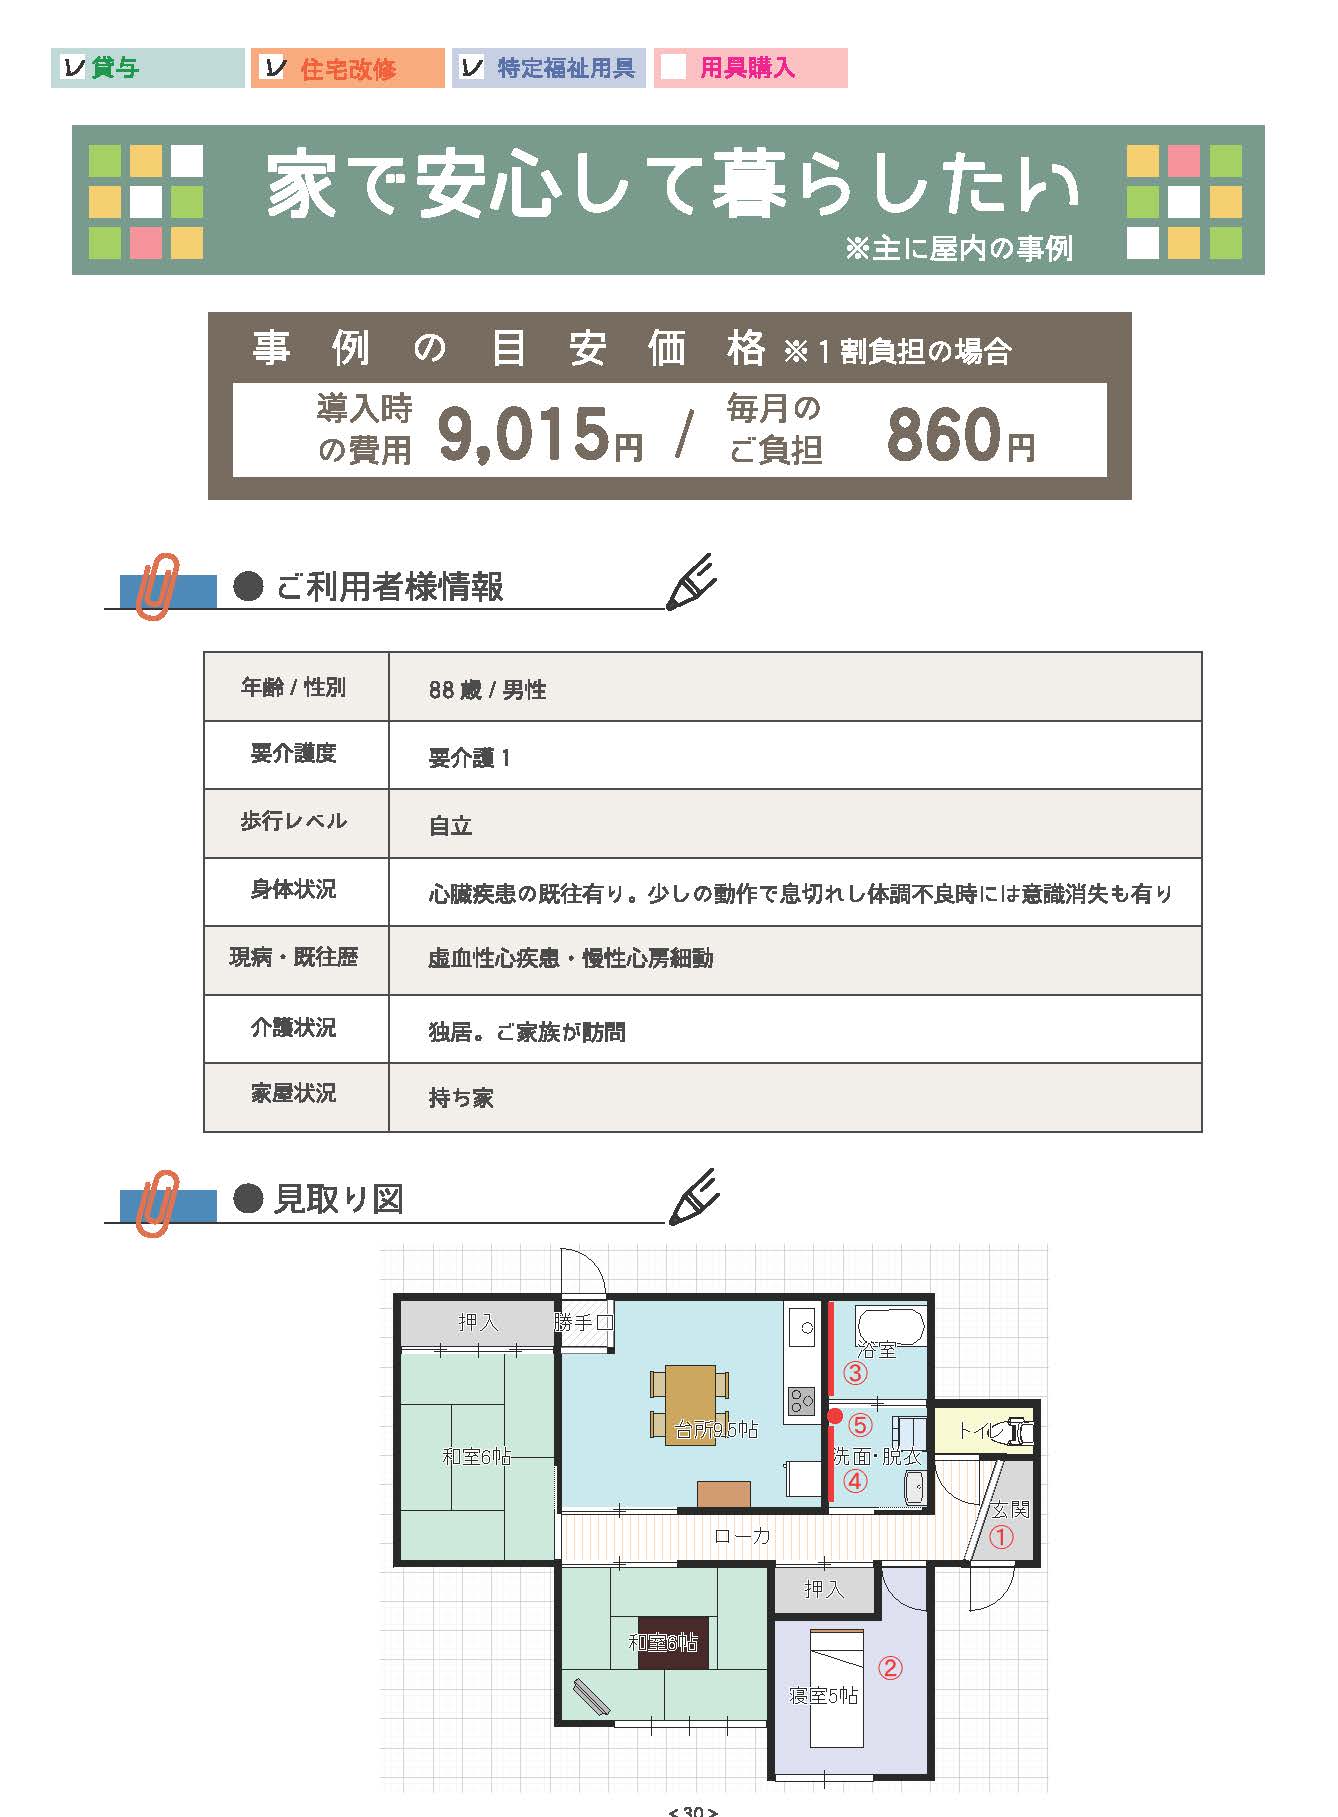 貸与
住宅改修
特定福祉用具
用具購入
家で安心して暮らしたい
※主に屋内の事例
事例の目安価格 ※1割負担の場合
導入時の費用 9,015円 / 毎月のご負担 860円
● ご利用者様情報
年齢 / 性別 88 歳 / 男性
要介護度 要介護 1
歩行レベル 自立
身体状況 心臓疾患の既往有り。少しの動作で息切れし体調不良時には意識消失も有り
現病・既往歴 虚血性心疾患・慢性心房細動
介護状況 独居。ご家族が訪問
家屋状況 持ち家
● 見取り図
押入
勝手口
浴室
③
台所9.5帖
⑤
トイレ
和室6帖
洗面・脱衣
④
玄関
①
ローカ
押入
和室6帖
②
寝室5帖
< 30 >